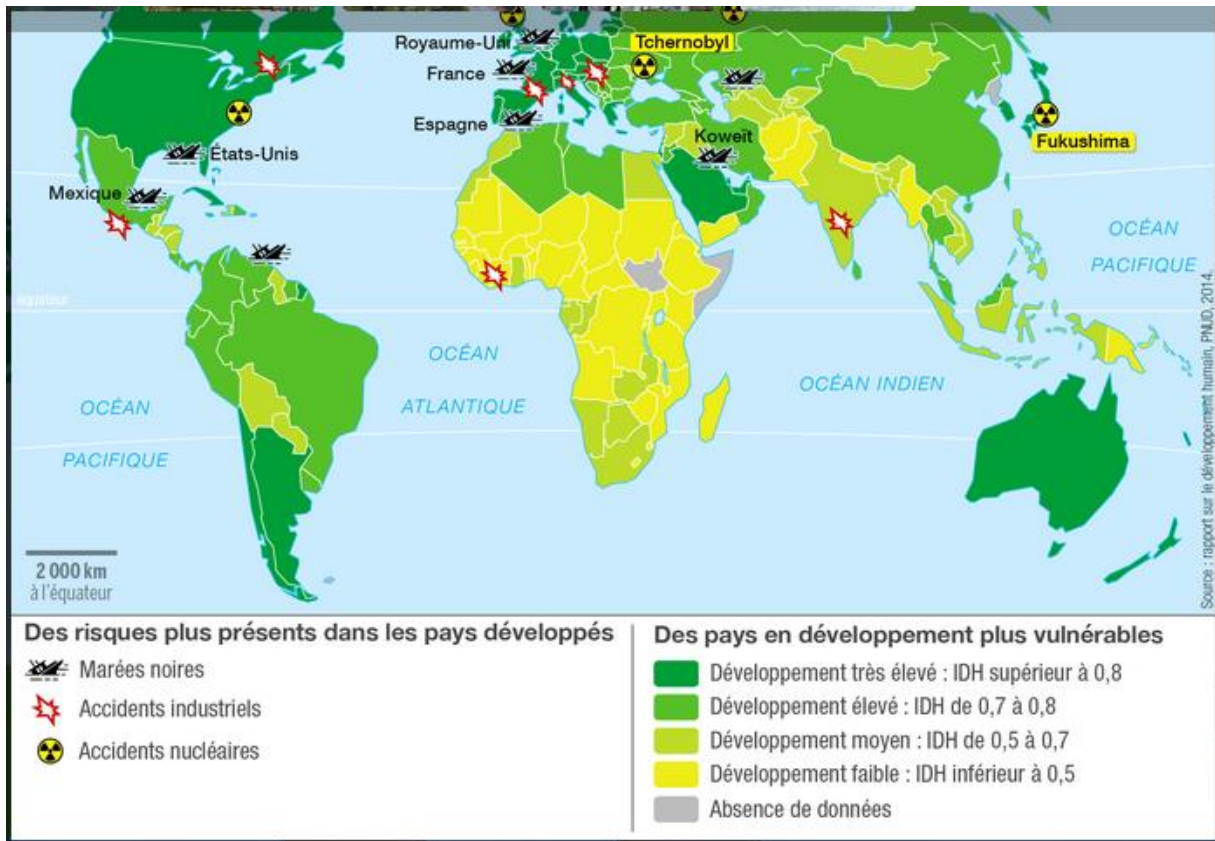 Royaume-Uni
Tchernobyl
France
Espagne
Koweït
Fukushima
États-Unis
Mexique
OCÉAN
PACIFIQUE
équateur
OCÉAN
ATLANTIQUE
OCÉAN INDIEN
OCÉAN
PACIFIQUE
2 000 km
à l'équateur
Source : rapport sur le développement humain, PNUD, 2014.
Des risques plus présents dans les pays développés
Marées noires
Accidents industriels
Accidents nucléaires
Des pays en développement plus vulnérables
Développement très élevé : IDH supérieur à 0,8
Développement élevé : IDH de 0,7 à 0,8
Développement moyen : IDH de 0,5 à 0,7
Développement faible : IDH inférieur à 0,5
Absence de données